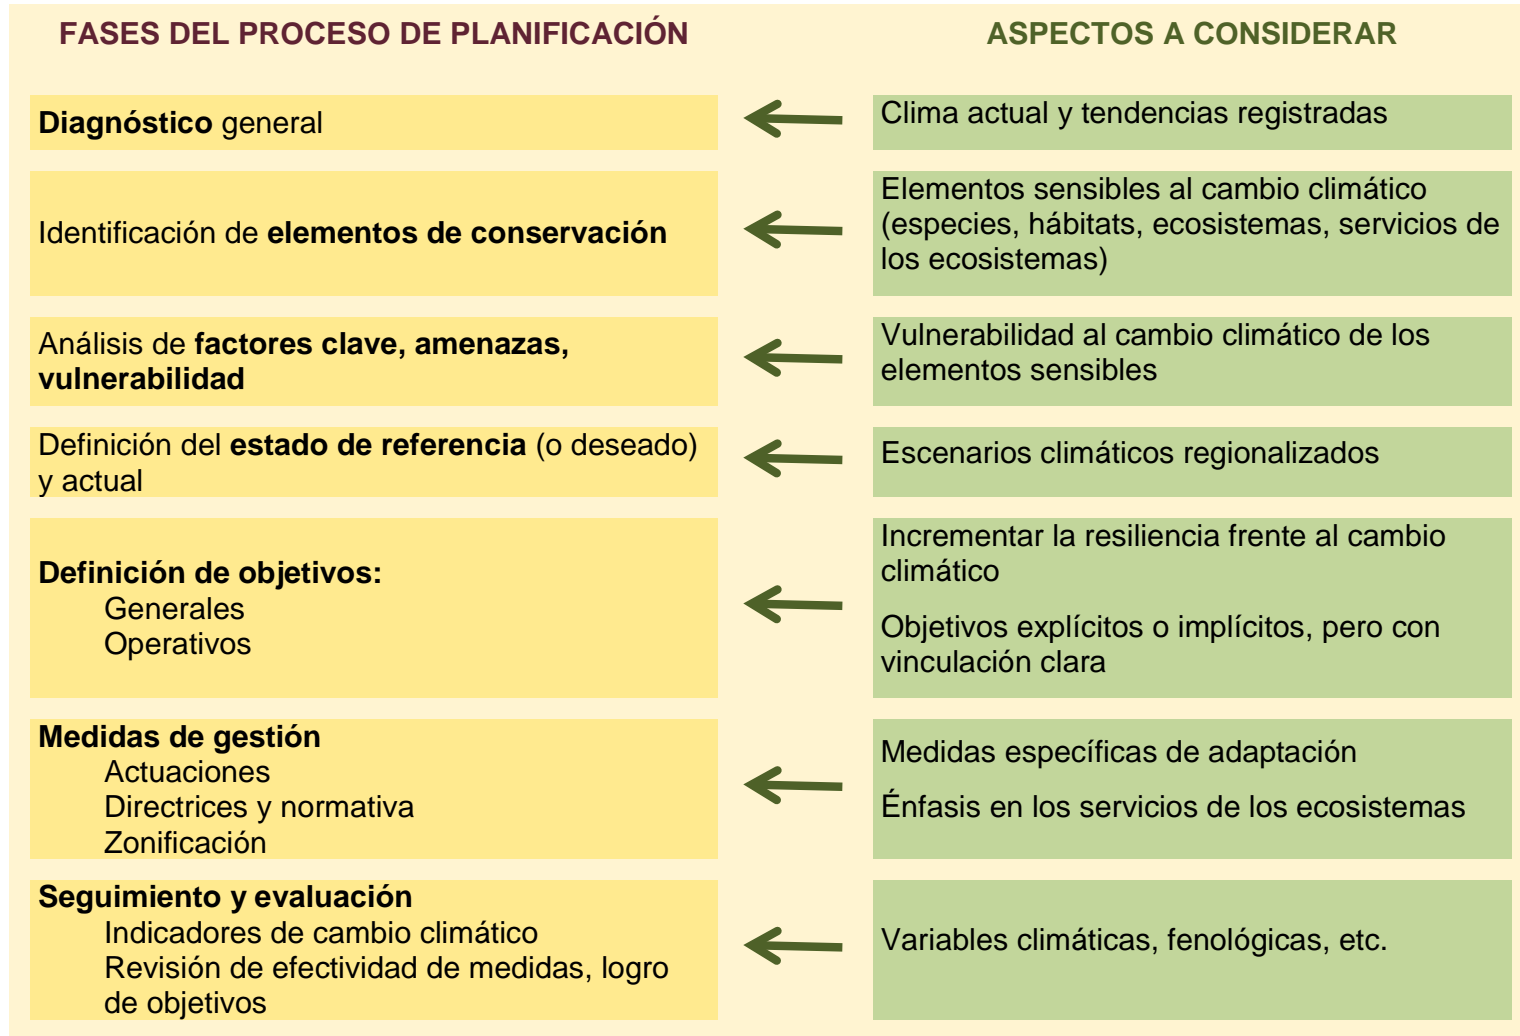 FASES DEL PROCESO DE PLANIFICACIÓN
ASPECTOS A CONSIDERAR
Diagnóstico general
Clima actual y tendencias registradas
Identificación de elementos de conservación
Elementos sensibles al cambio climático
(especies, hábitats, ecosistemas, servicios de
los ecosistemas)
Análisis de factores clave, amenazas,
vulnerabilidad
Vulnerabilidad al cambio climático de los
elementos sensibles
Definición del estado de referencia (o deseado)
y actual
Escenarios climáticos regionalizados
Definición de objetivos:
Generales
Operativos
Incrementar la resiliencia frente al cambio
climático
Objetivos explícitos o implícitos, pero con
vinculación clara
Medidas de gestión
Actuaciones
Directrices y normativa
Zonificación
Medidas específicas de adaptación
Énfasis en los servicios de los ecosistemas
Seguimiento y evaluación
Indicadores de cambio climático
Revisión de efectividad de medidas, logro
de objetivos
Variables climáticas, fenológicas, etc.